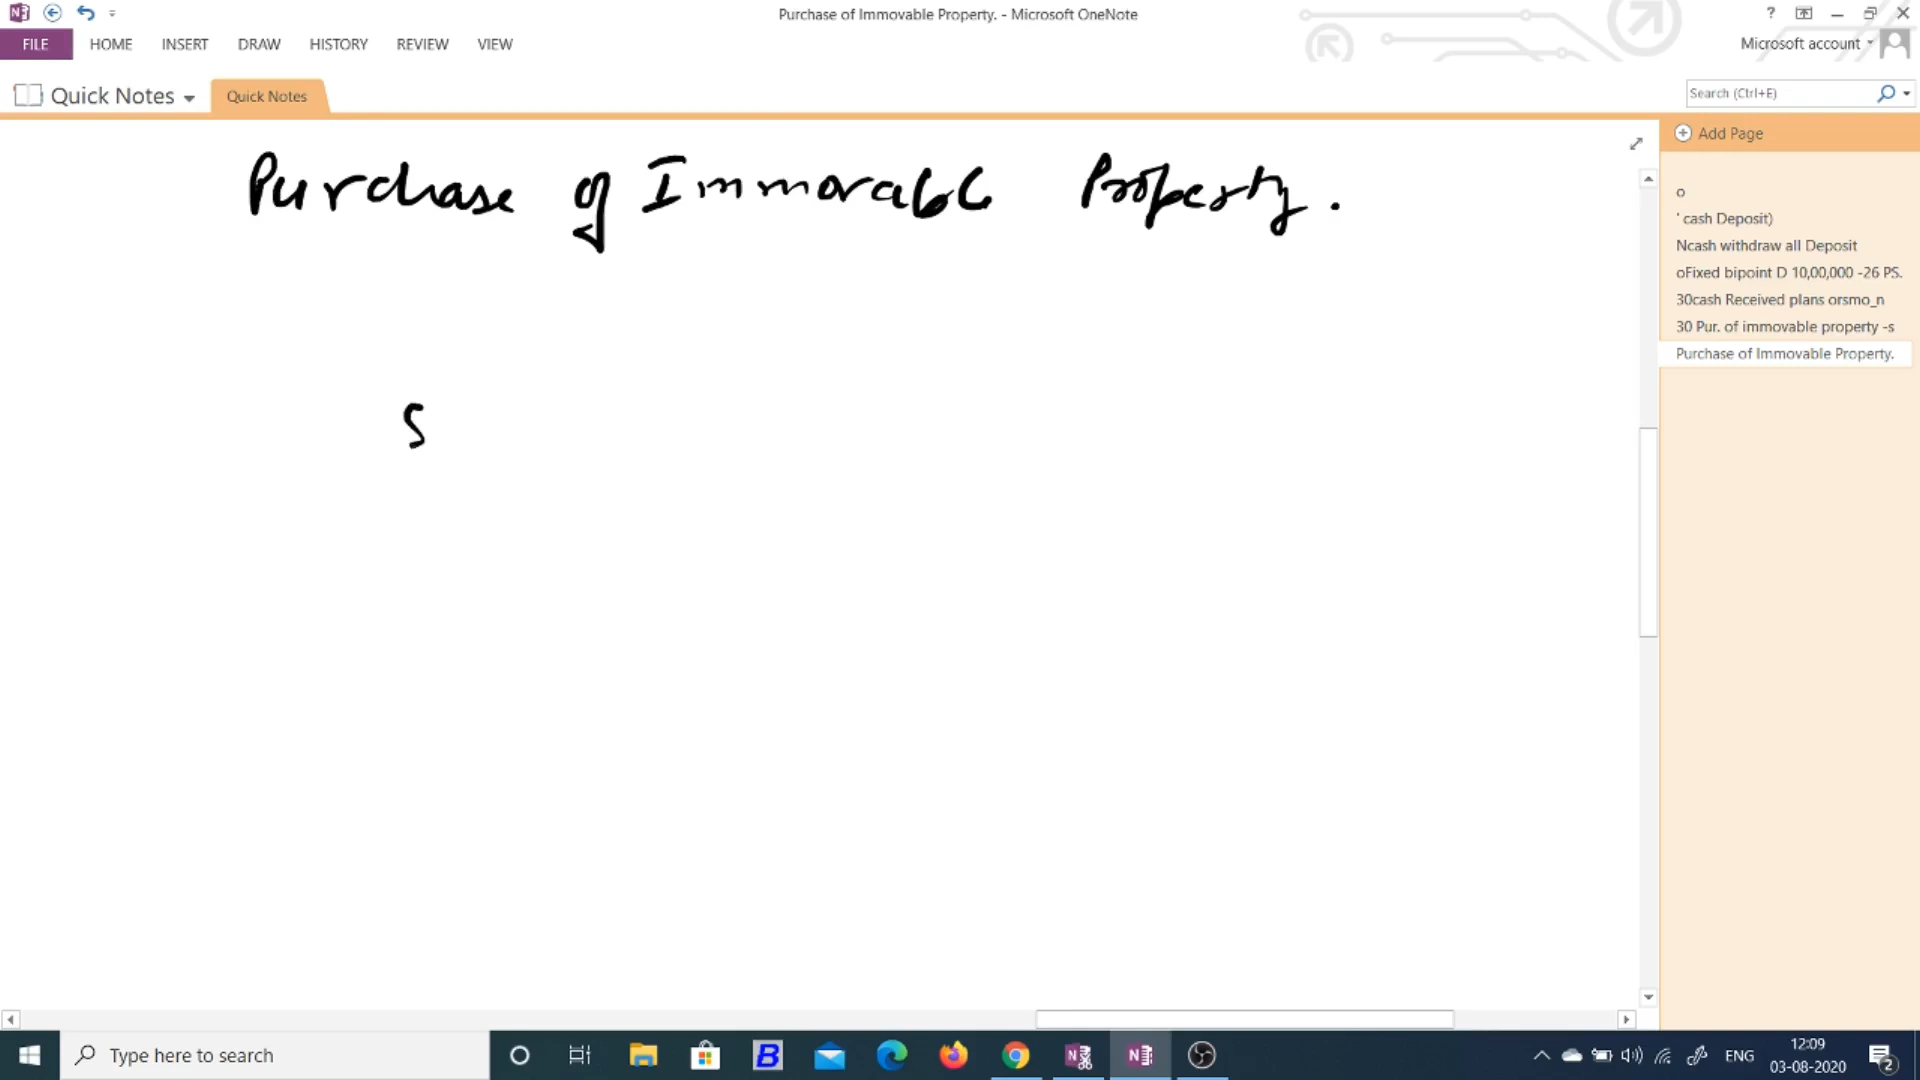 Purchase of Immovable Property. - Microsoft OneNote
?
FILE HOME INSERT DRAW HISTORY REVIEW VIEW
Microsoft account
Quick Notes
Quick Notes
Search (Ctrl+E)
Purchase of Immovable Property.
S
Add Page
o
' cash Deposit)
Ncash withdraw all Deposit
oFixed bipoint D 10,00,000 -26 PS.
30cash Received plans orsmo_n
30 Pur. of immovable property -s
Purchase of Immovable Property.
Type here to search
B
N
N
ENG
12:09
03-08-2020
2